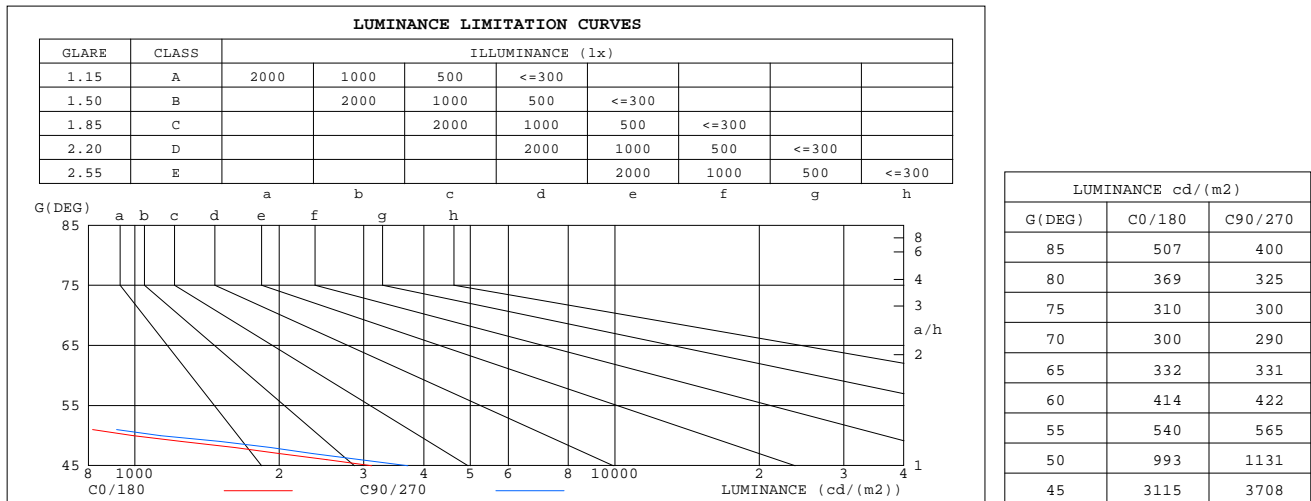 LUMINANCE LIMITATION CURVES
GLARE CLASS ILLUMINANCE (lx)
1.15 A 2000 1000 500 <=300
1.50 B 2000 1000 500 <=300
1.85 C 2000 1000 500 <=300
2.20 D 2000 1000 500 <=300
2.55 E 2000 1000 500 <=300
a b c d e f g h
G(DEG)
a b c d e f g h
85
75
65
55
45
8
6
4
3
a/h
2
1
8 1000 2 3 4 5 6 8 10000 2 3 4
C0/180 C90/270 LUMINANCE (cd/(m2))
LUMINANCE cd/(m2)
G(DEG) C0/180 C90/270
85 507 400
80 369 325
75 310 300
70 300 290
65 332 331
60 414 422
55 540 565
50 993 1131
45 3115 3708